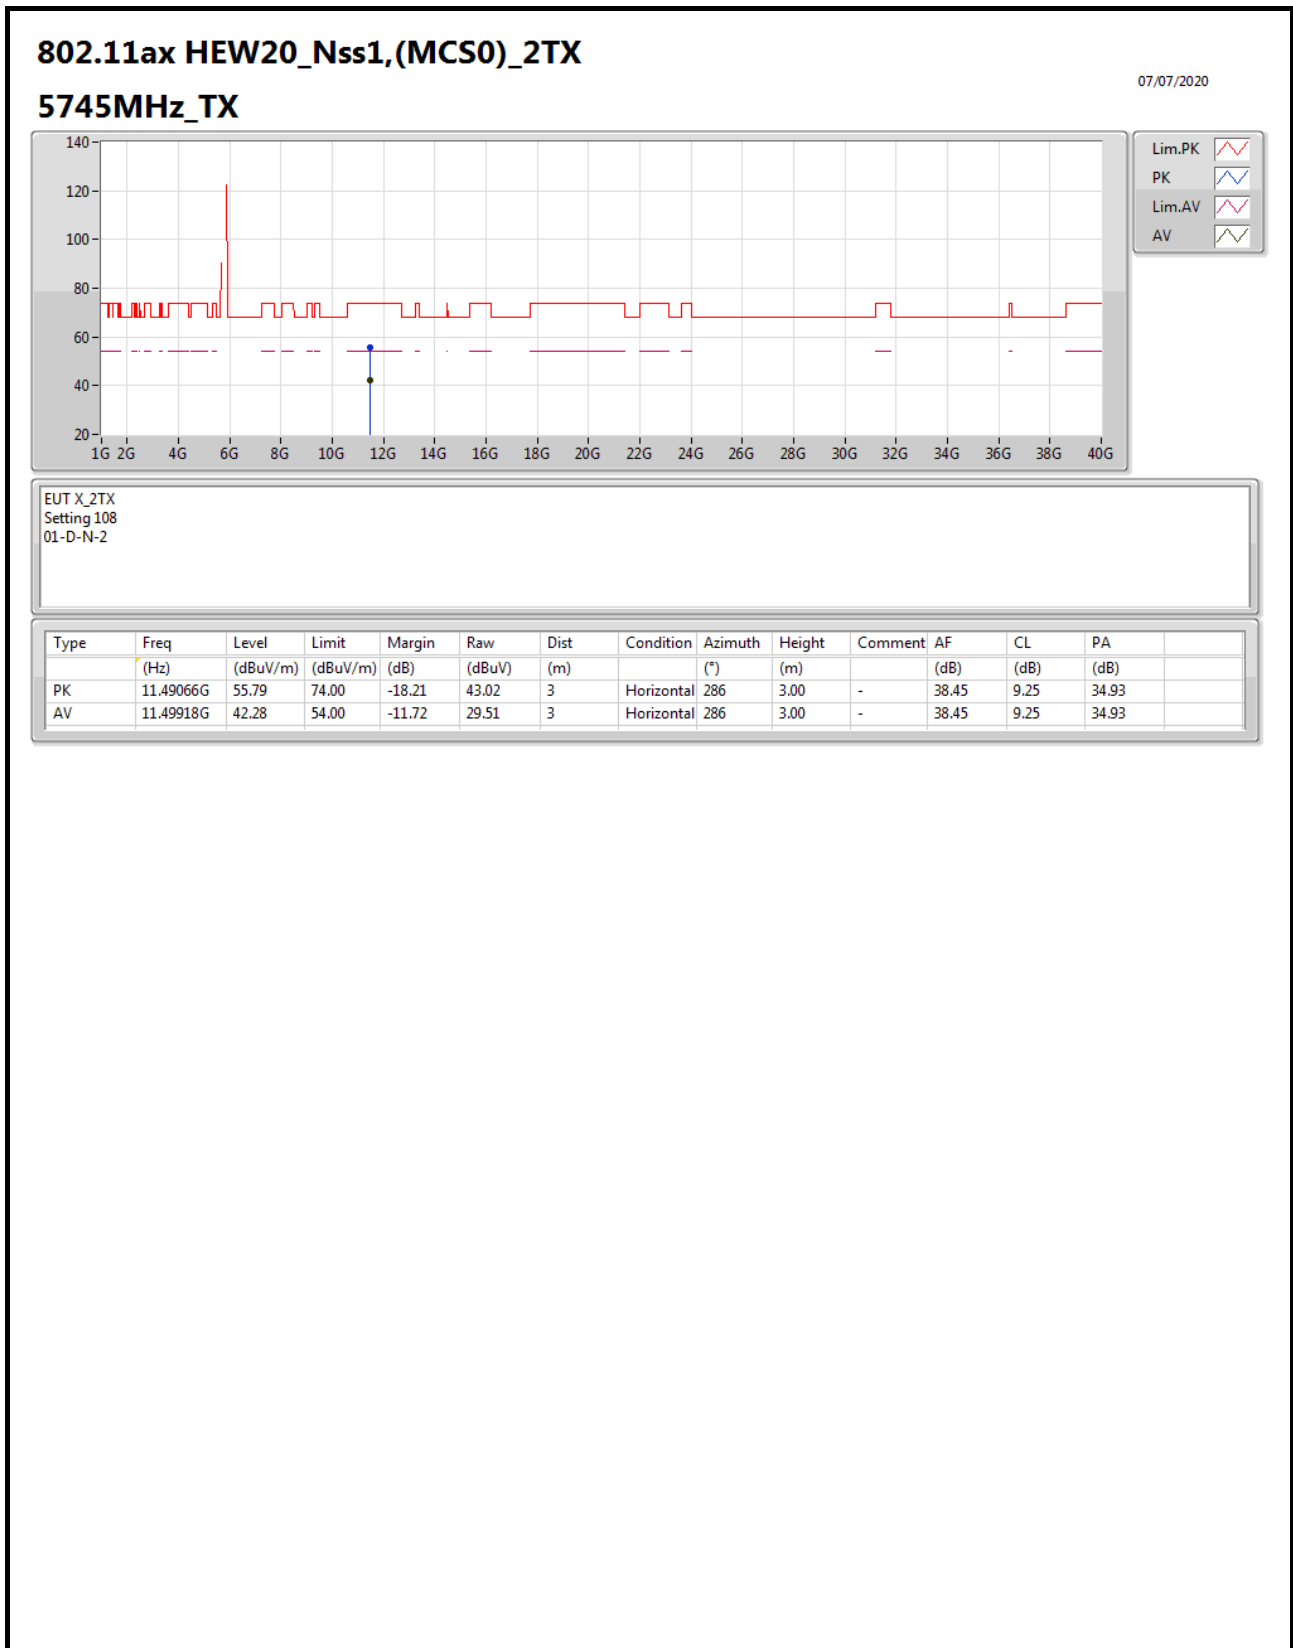 802.11ax HEW20_Nss1,(MCS0)_2TX
07/07/2020
5745MHz_TX
140
120
100
80
60
40
20
1G 2G 4G 6G 8G 10G 12G 14G 16G 18G 20G 22G 24G 26G 28G 30G 32G 34G 36G 38G 40G
Lim.PK
PK
Lim.AV
AV
EUT X_2TX
Setting 108
01-D-N-2
Type Freq Level Limit Margin Raw Dist Condition Azimuth Height Comment AF CL PA
(Hz) (dBuV/m) (dBuV/m) (dB) (dBuV) (m) (°) (m) (dB) (dB) (dB)
PK 11.49066G 55.79 74.00 -18.21 43.02 3 Horizontal 286 3.00 - 38.45 9.25 34.93
AV 11.49918G 42.28 54.00 -11.72 29.51 3 Horizontal 286 3.00 - 38.45 9.25 34.93